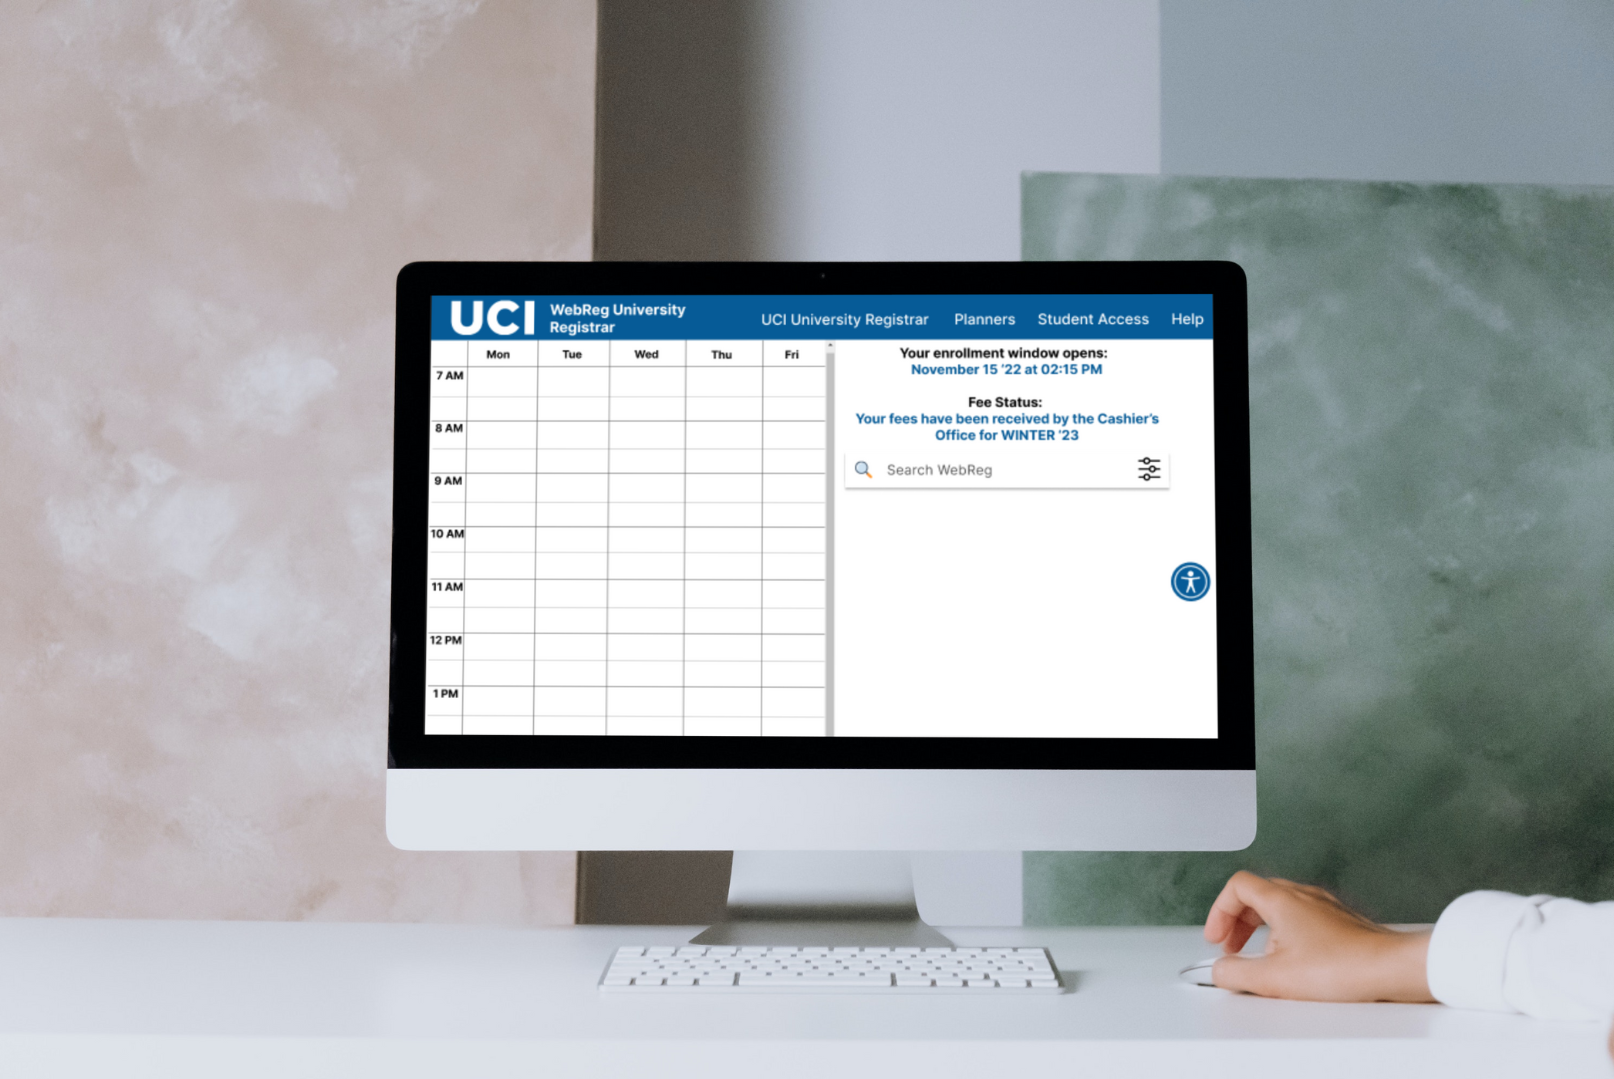 UCI
WebReg University
Registrar
UCI University Registrar
Planners
Student Access
Help
Mon
Tue
Wed
Thu
Fri
7 AM
8 AM
9 AM
10 AM
11 AM
12 PM
1 PM
Your enrollment window opens:
November 15 '22 at 02:15 PM
Fee Status:
Your fees have been received by the Cashier's
Office for WINTER '23
Search WebReg